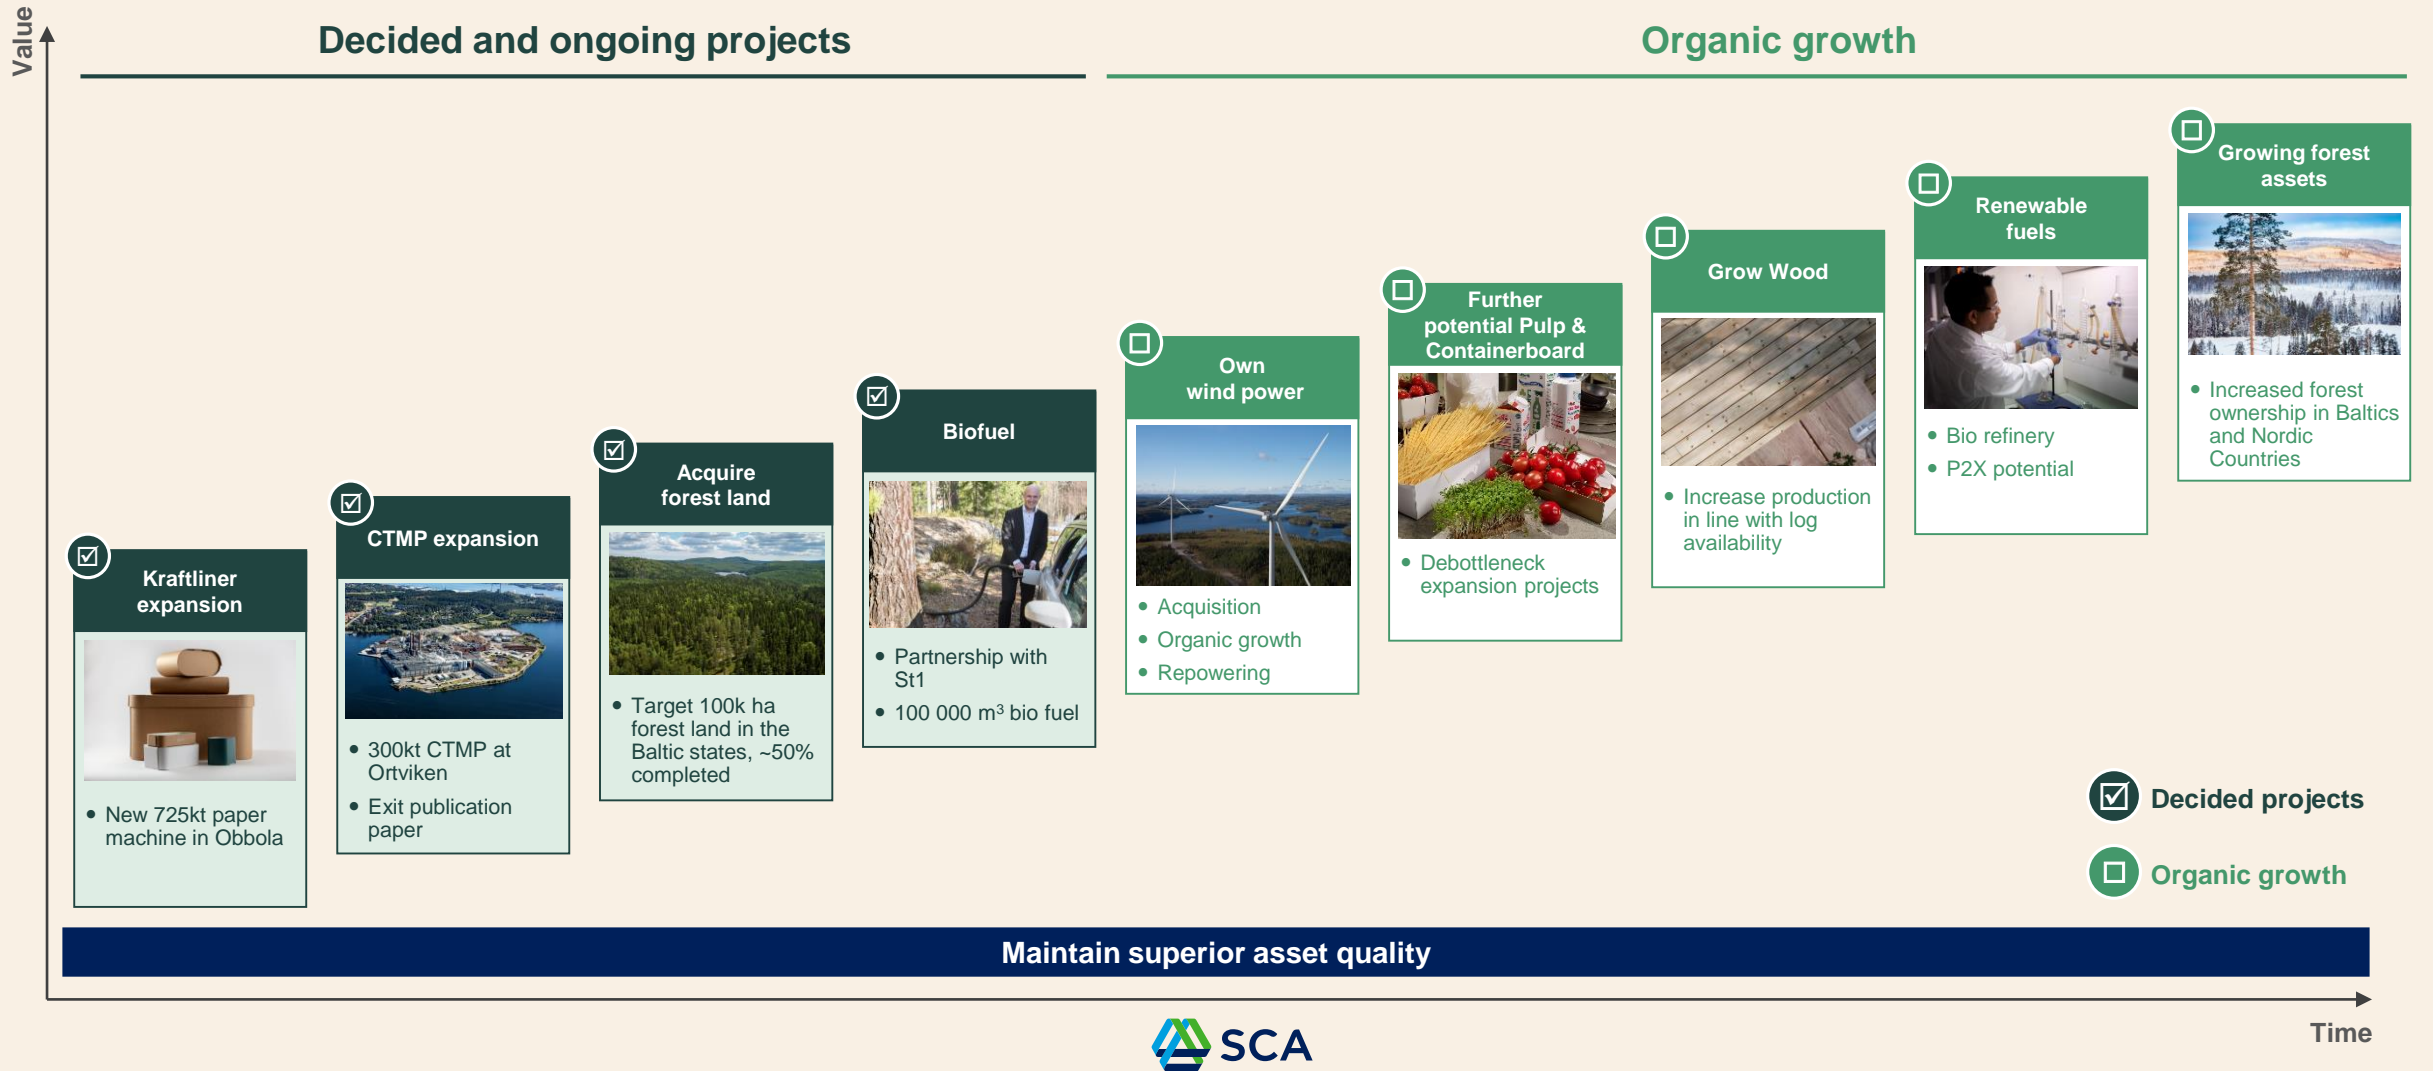 Value
Decided and ongoing projects
Organic growth
Kraftliner
expansion
• New 725kt paper
machine in Obbola
CTMP expansion
• 300kt CTMP at
Ortviken
• Exit publication
paper
Acquire
forest land
• Target 100k ha
forest land in the
Baltic states, ~50%
completed
Biofuel
• Partnership with
St1
• 100 000 m³ bio fuel
Own
wind power
• Acquisition
• Organic growth
• Repowering
Further
potential Pulp &
Containerboard
• Debottleneck
expansion projects
Grow Wood
• Increase production
in line with log
availability
Renewable
fuels
• Bio refinery
• P2X potential
Growing forest
assets
• Increased forest
ownership in Baltics
and Nordic
Countries
Decided projects
Organic growth
Maintain superior asset quality
Time
SCA